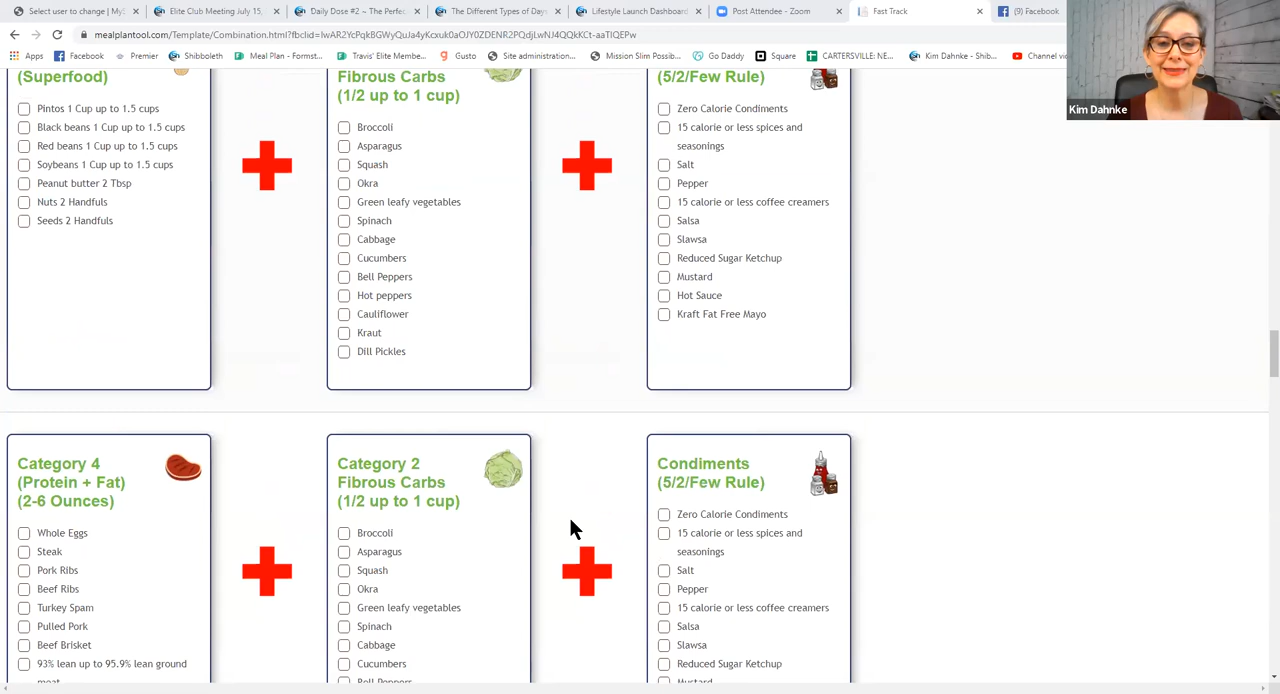 Select user to change | MyS
Elite Club Meeting July 15,
Daily Dose #2 ~ The Perfe
The Different Types of Days
Lifestyle Launch Dashboard
Post Attendee - Zoom
Fast Track
(9) Facebook
mealplantool.com/Template/Combination.html?fbclid=
Apps
Facebook
Premier
Shibboleth
Meal Plan - Formst...
Travis' Elite Membe...
Gusto
Site administration...
Mission Slim Possib...
Go Daddy
Square
CARTERSVILLE: NE...
Kim Dahnke - Shib...
Channel vi
Kim Dahnke
(Superfood)
Pintos 1 Cup up to 1.5 cups
Black beans 1 Cup up to 1.5 cups
Red beans 1 Cup up to 1.5 cups
Soybeans 1 Cup up to 1.5 cups
Peanut butter 2 Tbsp
Nuts 2 Handfuls
Seeds 2 Handfuls
Fibrous Carbs
(1/2 up to 1 cup)
Broccoli
Asparagus
Squash
Okra
Green leafy vegetables
Spinach
Cabbage
Cucumbers
Bell Peppers
Hot peppers
Cauliflower
Kraut
Dill Pickles
(5/2/Few Rule)
Zero Calorie Condiments
15 calorie or less spices and
seasonings
Salt
Pepper
15 calorie or less coffee creamers
Salsa
Slawsa
Reduced Sugar Ketchup
Mustard
Hot Sauce
Kraft Fat Free Mayo
Category 4
(Protein + Fat)
(2-6 Ounces)
Whole Eggs
Steak
Pork Ribs
Beef Ribs
Turkey Spam
Pulled Pork
Beef Brisket
93% lean up to 95.9% lean ground
meat
Category 2
Fibrous Carbs
(1/2 up to 1 cup)
Broccoli
Asparagus
Squash
Okra
Green leafy vegetables
Spinach
Cabbage
Cucumbers
Bell Peppers
Condiments
(5/2/Few Rule)
Zero Calorie Condiments
15 calorie or less spices and
seasonings
Salt
Pepper
15 calorie or less coffee creamers
Salsa
Slawsa
Reduced Sugar Ketchup
Mustard